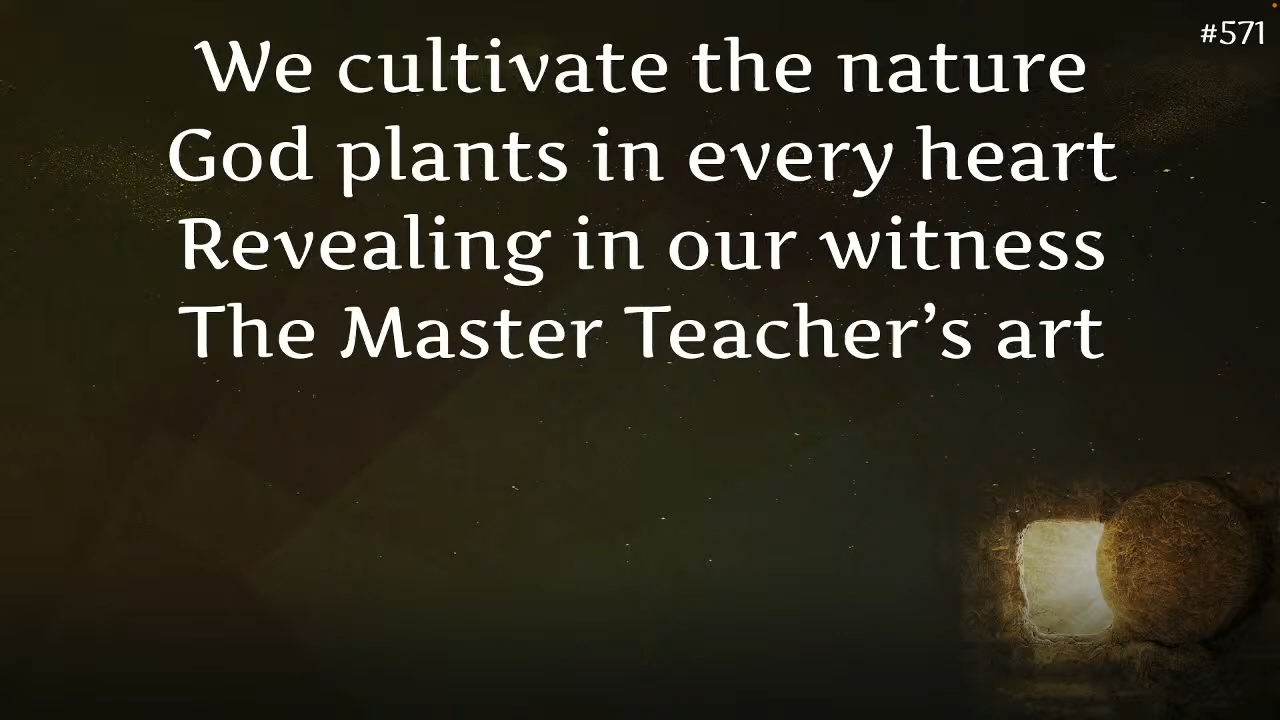 #571
We cultivate the nature
God plants in every heart
Revealing in our witness
The Master Teacher’s art